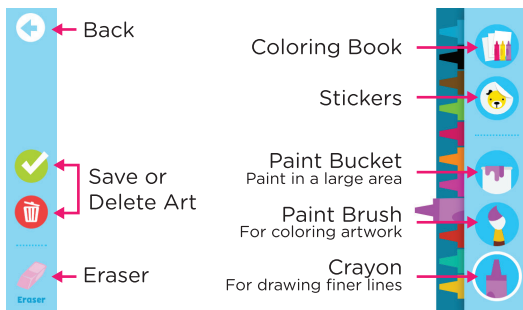 Back
Save or
Delete Art
Eraser
Eraser
Coloring Book
Stickers
Paint Bucket
Paint in a large area
Paint Brush
For coloring artwork
Crayon
For drawing finer lines